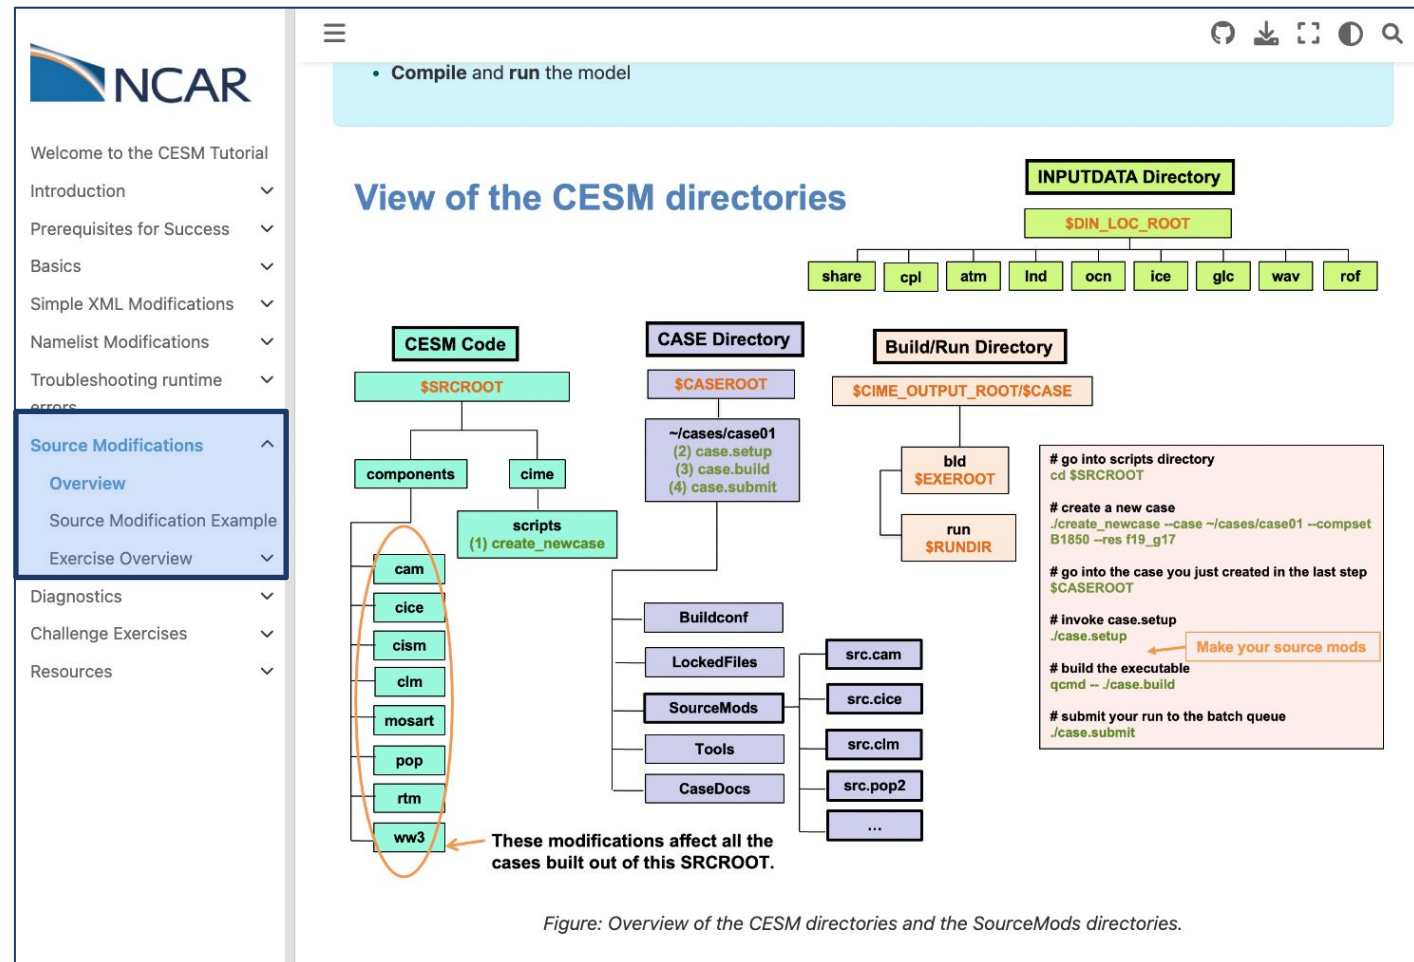 NCAR
Welcome to the CESM Tutorial
Introduction
Prerequisites for Success
Basics
Simple XML Modifications
Namelist Modifications
Troubleshooting runtime
errors
Source Modifications
Overview
Source Modification Example
Exercise Overview
Diagnostics
Challenge Exercises
Resources
• Compile and run the model
View of the CESM directories
INPUTDATA Directory
$DIN_LOC_ROOT
share
cpl
atm
lnd
ocn
ice
glc
wav
rof
CESM Code
$SRCROOT
components
cime
scripts
(1) create_newcase
cam
cice
cism
clm
mosart
pop
rtm
ww3
These modifications affect all the
cases built out of this SRCROOT.
CASE Directory
$CASEROOT
~/cases/case01
(2) case.setup
(3) case.build
(4) case.submit
Buildconf
LockedFiles
SourceMods
Tools
CaseDocs
src.cam
src.cice
src.clm
src.pop2
...
Build/Run Directory
$CIME_OUTPUT_ROOT/$CASE
bld
$EXEROOT
run
$RUNDIR
# go into scripts directory
cd $SRCROOT
# create a new case
./create_newcase --case ~/cases/case01 --compset
B1850 --res f19_g17
# go into the case you just created in the last step
$CASEROOT
# invoke case.setup
./case.setup
Make your source mods
# build the executable
qcmd -- ./case.build
# submit your run to the batch queue
./case.submit
Figure: Overview of the CESM directories and the SourceMods directories.